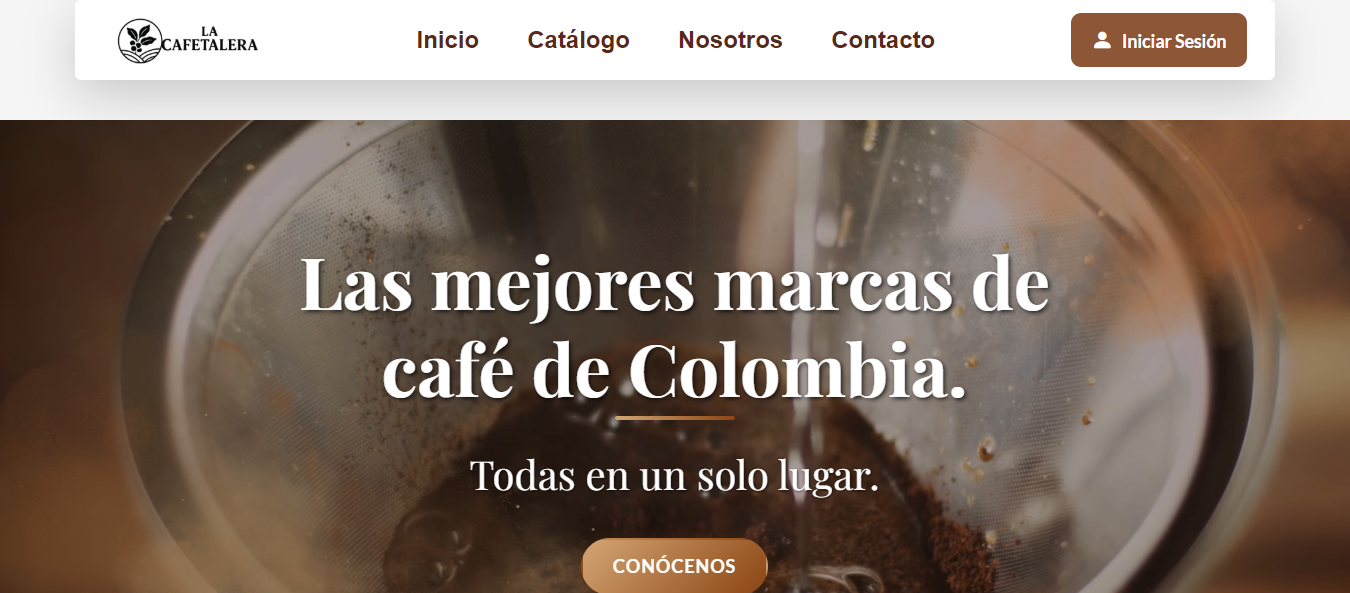 LA
CAFETALERA
Inicio Catálogo Nosotros Contacto
Iniciar Sesión
Las mejores marcas de
café de Colombia.
Todas en un solo lugar.
CONÓCENOS